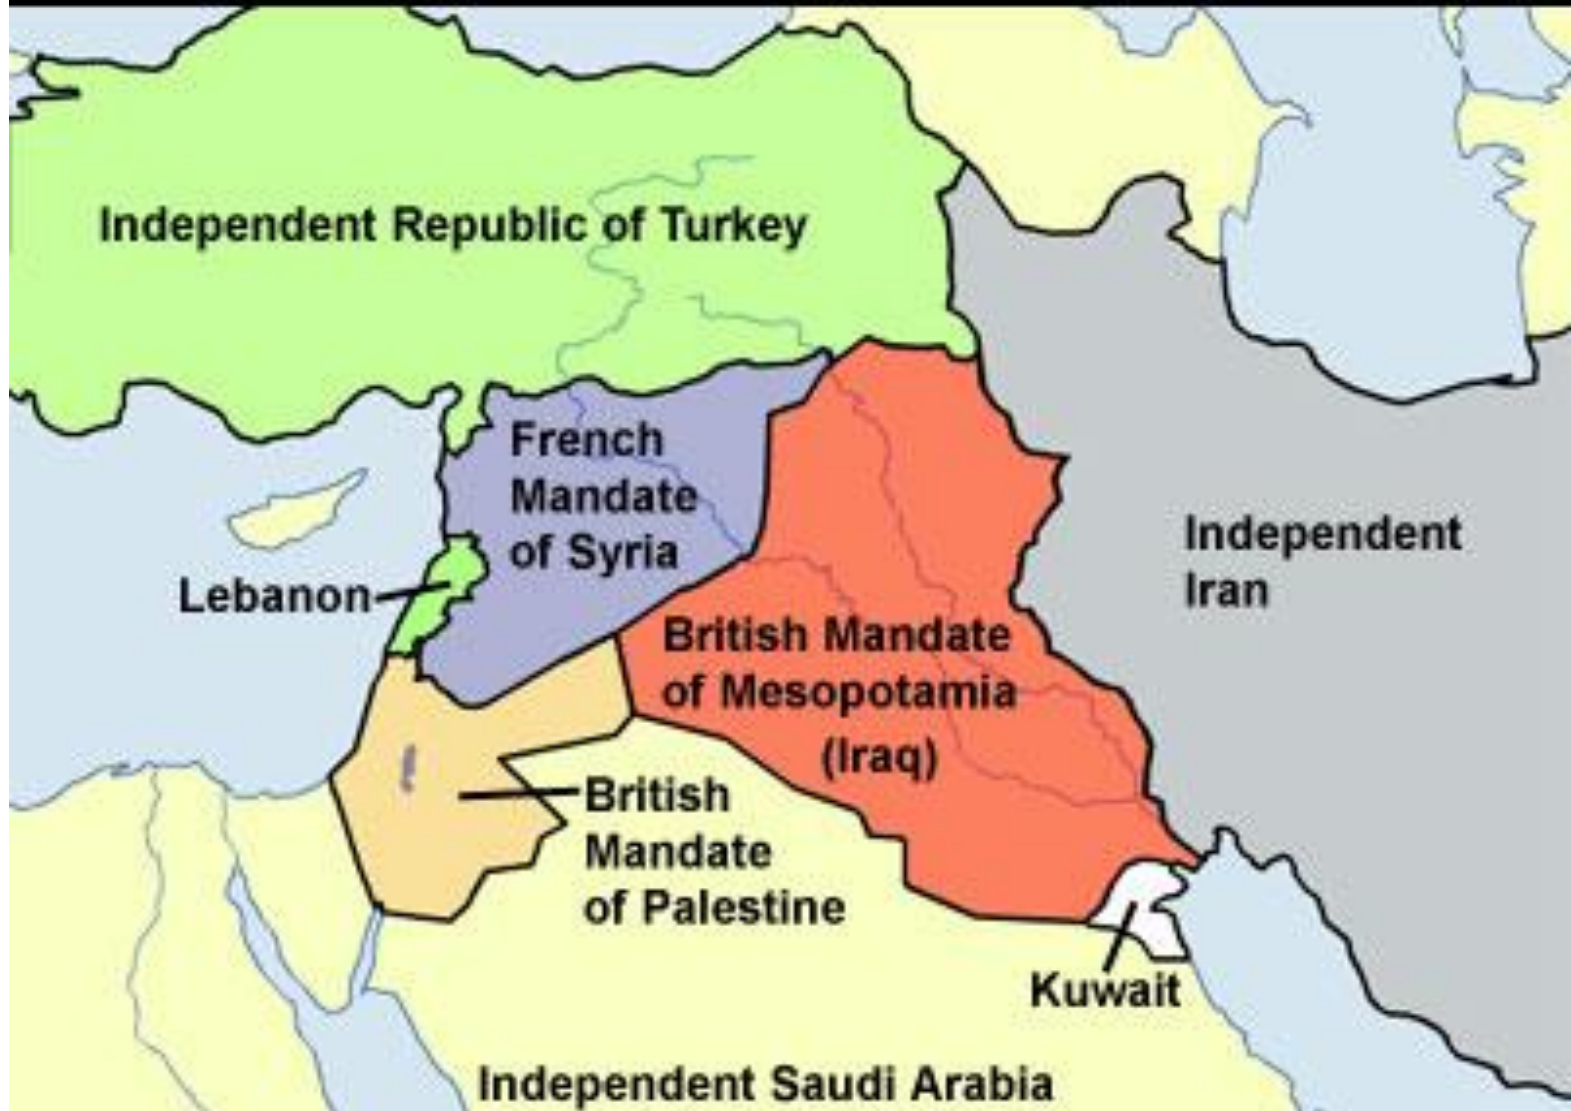 Independent Republic of Turkey
French
Mandate
of Syria
Independent
Iran
Lebanon
British Mandate
of Mesopotamia
(Iraq)
British
Mandate
of Palestine
Kuwait
Independent Saudi Arabia